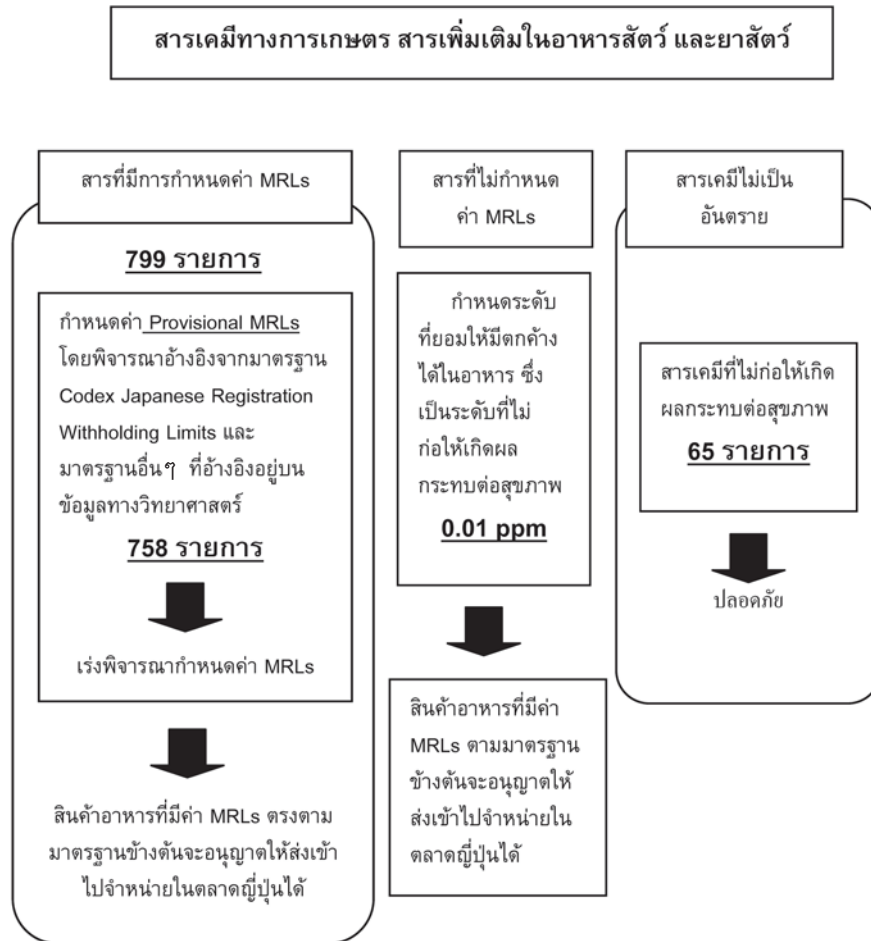 สารเคมีทางการเกษตร สารเพิ่มเติมในอาหารสัตว์ และยาสัตว์
สารที่มีการกำหนดค่า MRLs
799 รายการ
กำหนดค่า Provisional MRLs
โดยพิจารณาอ้างอิงจากมาตรฐาน
Codex Japanese Registration
Withholding Limits และ
มาตรฐานอื่นๆ ที่อ้างอิงอยู่บน
ข้อมูลทางวิทยาศาสตร์
758 รายการ
เร่งพิจารณากำหนดค่า MRLs
สินค้าอาหารที่มีค่า MRLs ตรงตาม
มาตรฐานข้างต้นจะอนุญาตให้ส่งเข้า
ไปจำหน่ายในตลาดญี่ปุ่นได้
สารที่ไม่กำหนด
ค่า MRLs
กำหนดระดับ
ที่ยอมให้มีตกค้าง
ได้ในอาหาร ซึ่ง
เป็นระดับที่ไม่
ก่อให้เกิดผล
กระทบต่อสุขภาพ
0.01 ppm
สินค้าอาหารที่มีค่า
MRLs ตามมาตรฐาน
ข้างต้นจะอนุญาตให้
ส่งเข้าไปจำหน่ายใน
ตลาดญี่ปุ่นได้
สารเคมีไม่เป็น
อันตราย
สารเคมีที่ไม่ก่อให้เกิด
ผลกระทบต่อสุขภาพ
65 รายการ
ปลอดภัย